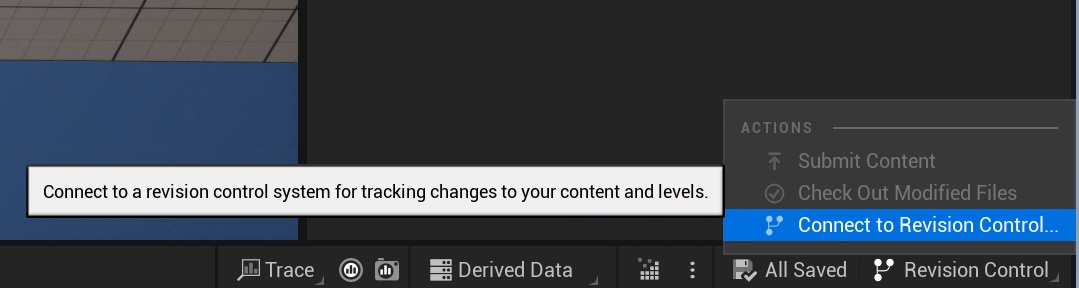 ACTIONS
Submit Content
Check Out Modified Files
Connect to a revision control system for tracking changes to your content and levels.
Connect to Revision Control...
Trace
Derived Data
All Saved
Revision Control